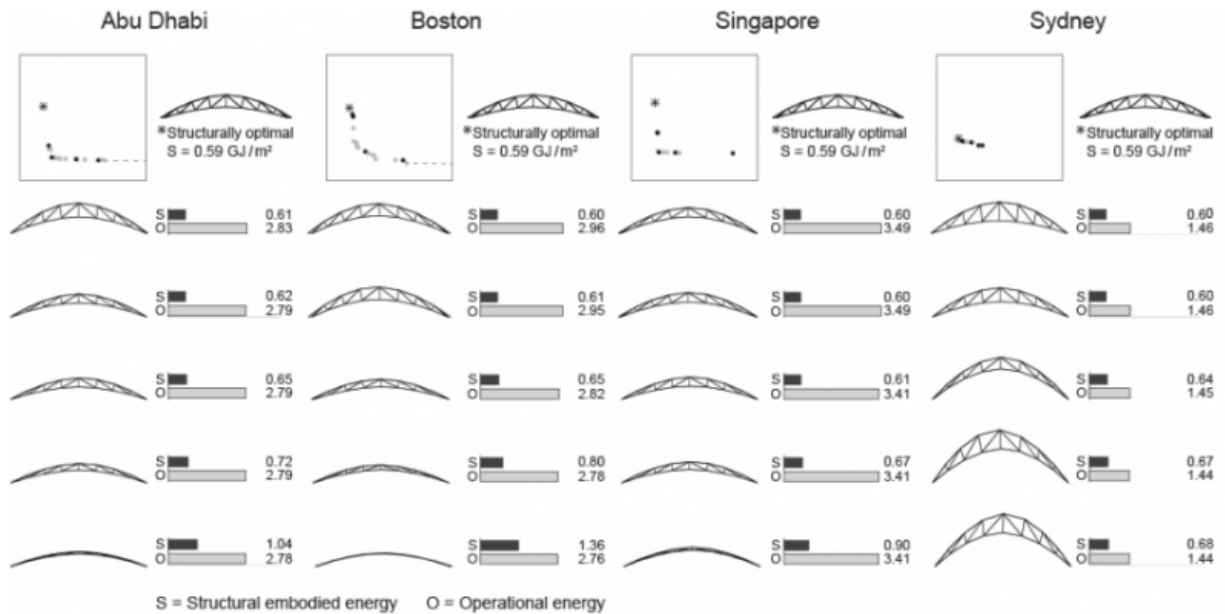 Abu Dhabi Boston Singapore Sydney
*Structurally optimal *Structurally optimal *Structurally optimal *Structurally optimal
S = 0.59 GJ/m² S = 0.59 GJ/m² S = 0.59 GJ/m² S = 0.59 GJ/m²
S 0.61 S 0.60 S 0.60 S 0.60
O 2.83 O 2.96 O 3.49 O 1.46
S 0.62 S 0.61 S 0.60 S 0.60
O 2.79 O 2.95 O 3.49 O 1.46
S 0.65 S 0.65 S 0.61 S 0.64
O 2.79 O 2.82 O 3.41 O 1.45
S 0.72 S 0.80 S 0.67 S 0.67
O 2.79 O 2.78 O 3.41 O 1.44
S 1.04 S 1.36 S 0.90 S 0.68
O 2.78 O 2.76 O 3.41 O 1.44
S = Structural embodied energy O = Operational energy